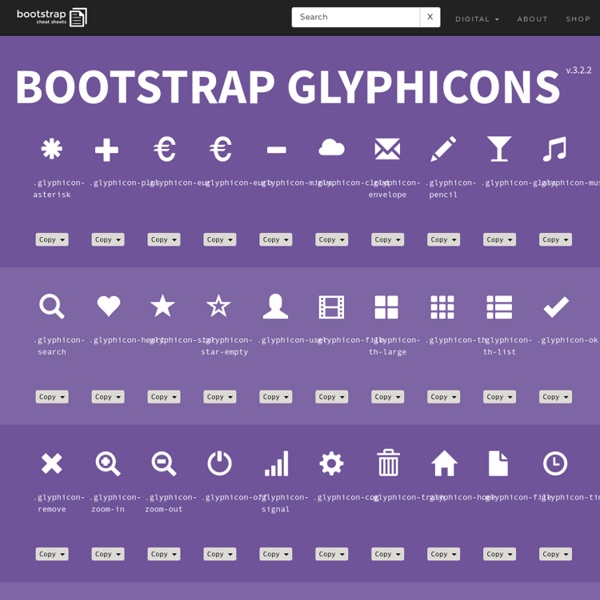 bootstrap
cheat sheets
Search
X
DIGITAL
ABOUT
SHOP
BOOTSTRAP GLYPHICONS
v.3.2.2
.glyphicon-
asterisk
.glyphicon-plus
.glyphicon-eur
.glyphicon-euro
.glyphicon-minus
.glyphicon-cloud
.glyphicon-
envelope
.glyphicon-
pencil
.glyphicon-glass
.glyphicon-mus
Copy Copy Copy Copy Copy Copy Copy Copy Copy Copy
.glyphicon-
search
.glyphicon-heart
.glyphicon-star
.glyphicon-
star-empty
.glyphicon-user
.glyphicon-film
.glyphicon-
th-large
.glyphicon-th
.glyphicon-
th-list
.glyphicon-ok
Copy Copy Copy Copy Copy Copy Copy Copy Copy Copy
.glyphicon-
remove
.glyphicon-
zoom-in
.glyphicon-
zoom-out
.glyphicon-off
.glyphicon-
signal
.glyphicon-cog
.glyphicon-trash
.glyphicon-home
.glyphicon-file
.glyphicon-tim
Copy Copy Copy Copy Copy Copy Copy Copy Copy Copy